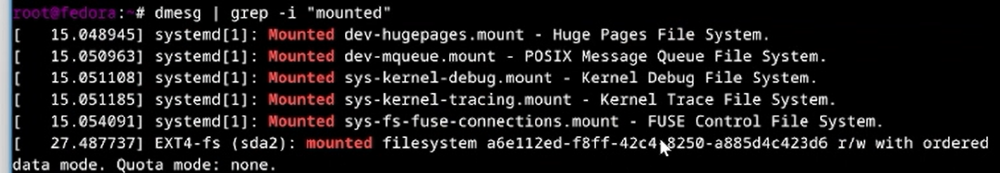 root@fedora:~# dmesg | grep -i "mounted"
[   15.048945] systemd[1]: Mounted dev-hugepages.mount - Huge Pages File System.
[   15.050963] systemd[1]: Mounted dev-mqueue.mount - POSIX Message Queue File System.
[   15.051108] systemd[1]: Mounted sys-kernel-debug.mount - Kernel Debug File System.
[   15.051185] systemd[1]: Mounted sys-kernel-tracing.mount - Kernel Trace File System.
[   15.054091] systemd[1]: Mounted sys-fs-fuse-connections.mount - FUSE Control File System.
[   27.487737] EXT4-fs (sda2): mounted filesystem a6e112ed-f8ff-42c4-8250-a885d4c423d6 r/w with ordered
data mode. Quota mode: none.